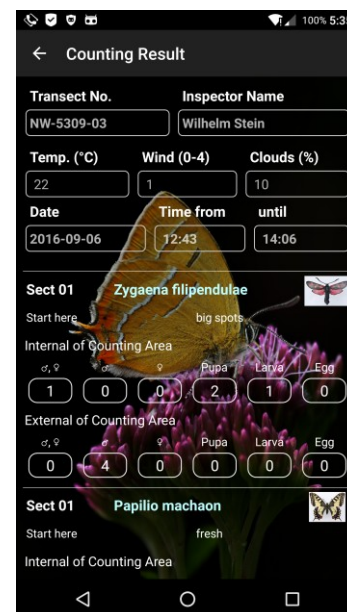 100% 5:3
Counting Result
Transect No. Inspector Name
NW-5309-03 Wilhelm Stein
Temp. (°C) Wind (0-4) Clouds (%)
22 1 10
Date Time from until
2016-09-06 12:43 14:06
Sect 01 Zygaena filipendulae
Start here big spots
Internal of Counting Area
♂,♀ ♂ ♀ Pupa Larva Egg
1 0 0 2 1 0
External of Counting Area
♂,♀ ♂ ♀ Pupa Larva Egg
0 4 0 0 0 0
Sect 01 Papilio machaon
Start here fresh
Internal of Counting Area